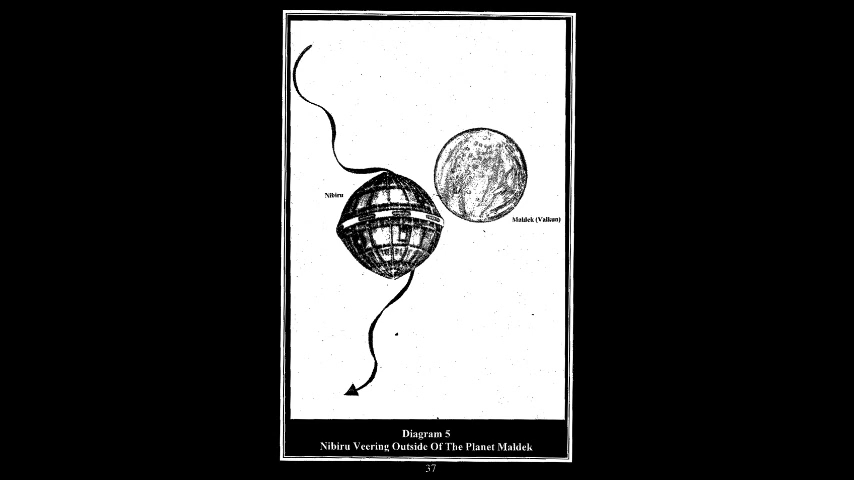 Nibiru
Maldek (Valkun)
Diagram 5
Nibiru Veering Outside Of The Planet Maldek
37